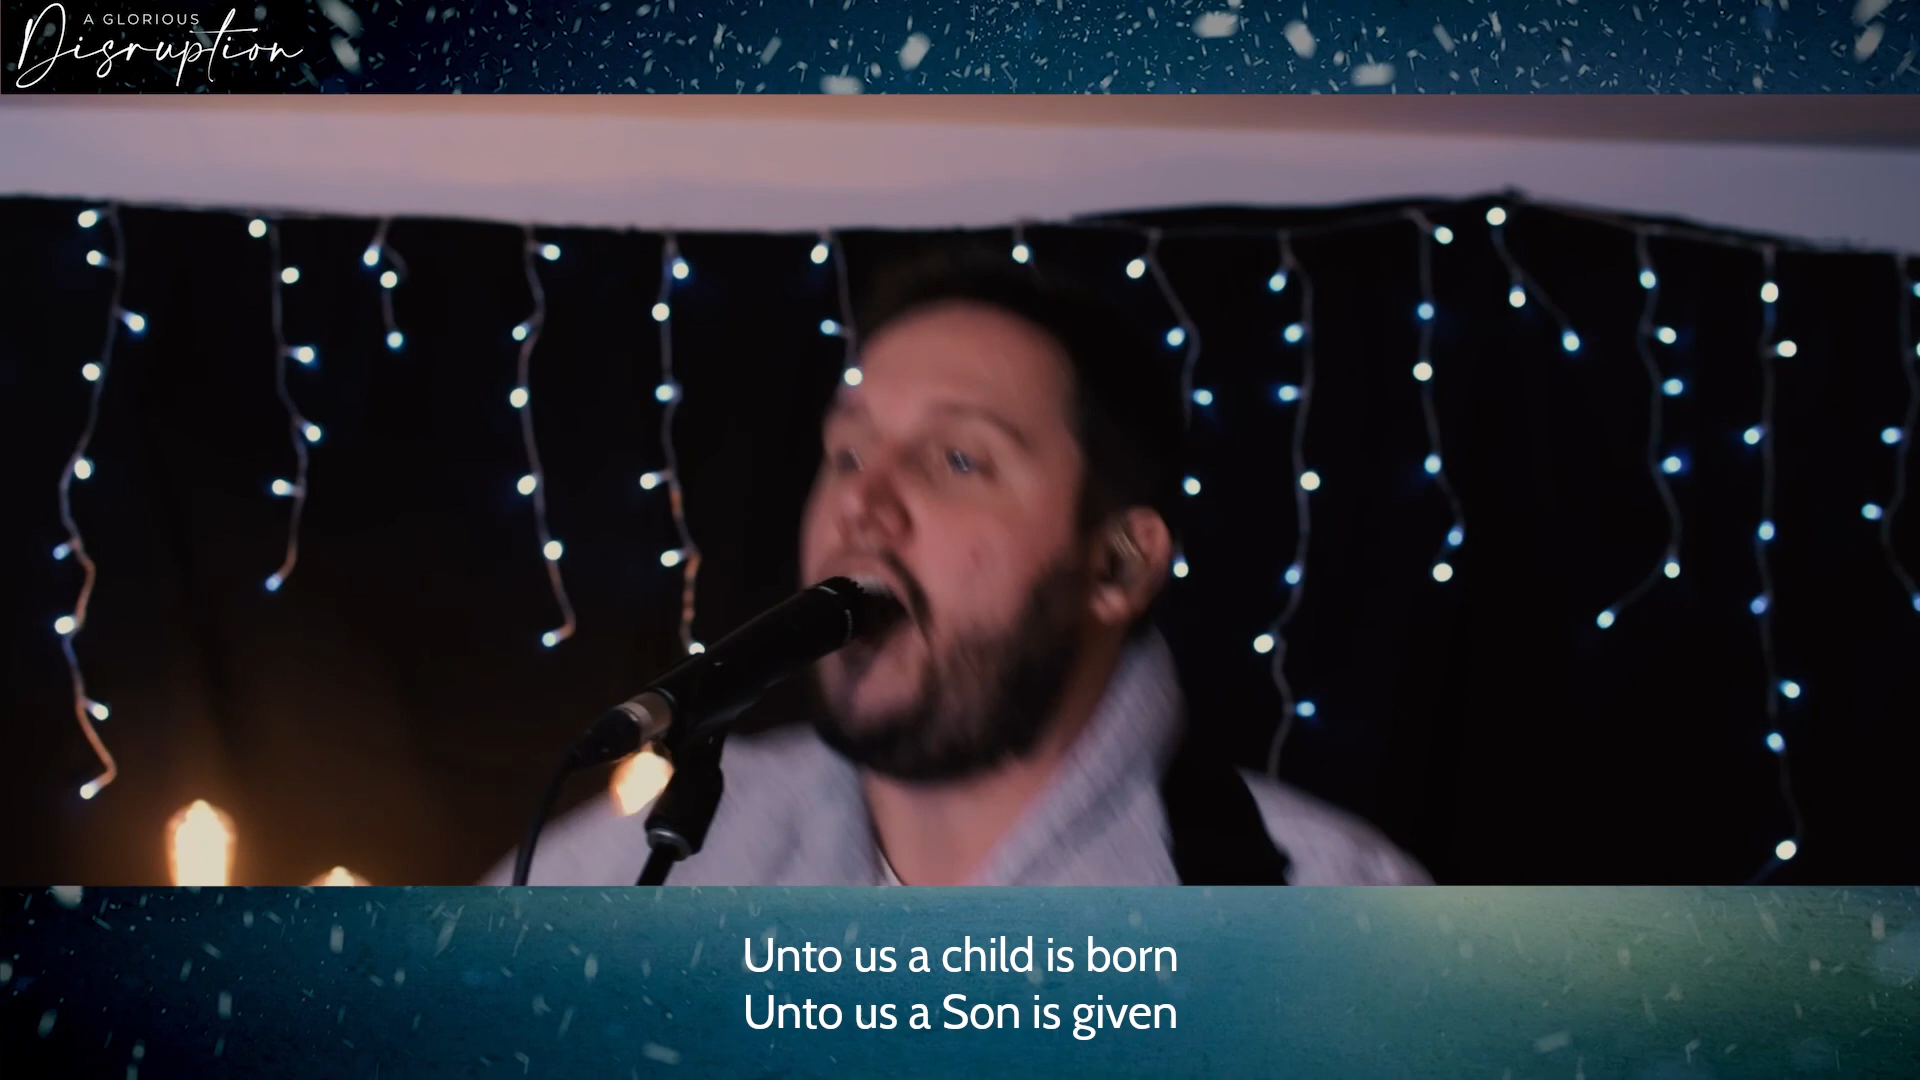 A GLORIOUS
Disruption
Unto us a child is born
Unto us a Son is given